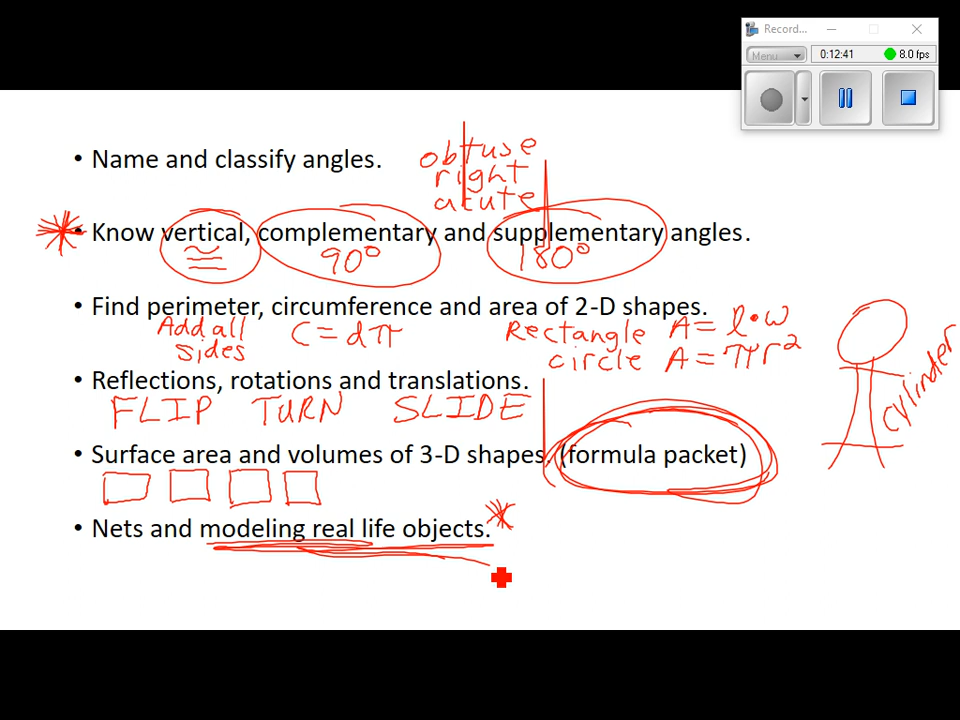 Record...
Menu
0:12:41
8.0 fps
• Name and classify angles.
obtuse
right
acute
• Know vertical, complementary and supplementary angles.
≅ 90° 180°
• Find perimeter, circumference and area of 2-D shapes.
Add all sides
C = dπ
Rectangle A = l•w
circle A = πr²
• Reflections, rotations and translations.
FLIP TURN SLIDE
cylinder
• Surface area and volumes of 3-D shapes. (formula packet)
• Nets and modeling real life objects.